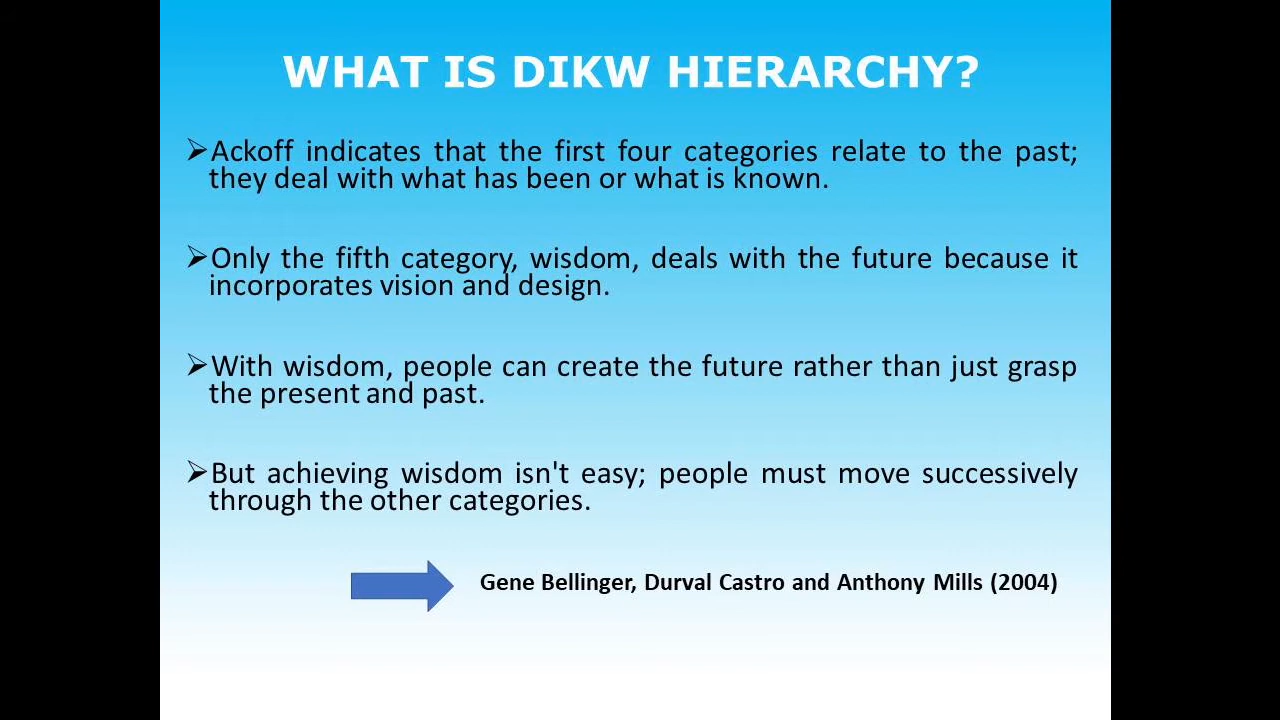 WHAT IS DIKW HIERARCHY?
➢Ackoff indicates that the first four categories relate to the past;
they deal with what has been or what is known.
➢Only the fifth category, wisdom, deals with the future because it
incorporates vision and design.
➢With wisdom, people can create the future rather than just grasp
the present and past.
➢But achieving wisdom isn't easy; people must move successively
through the other categories.
Gene Bellinger, Durval Castro and Anthony Mills (2004)